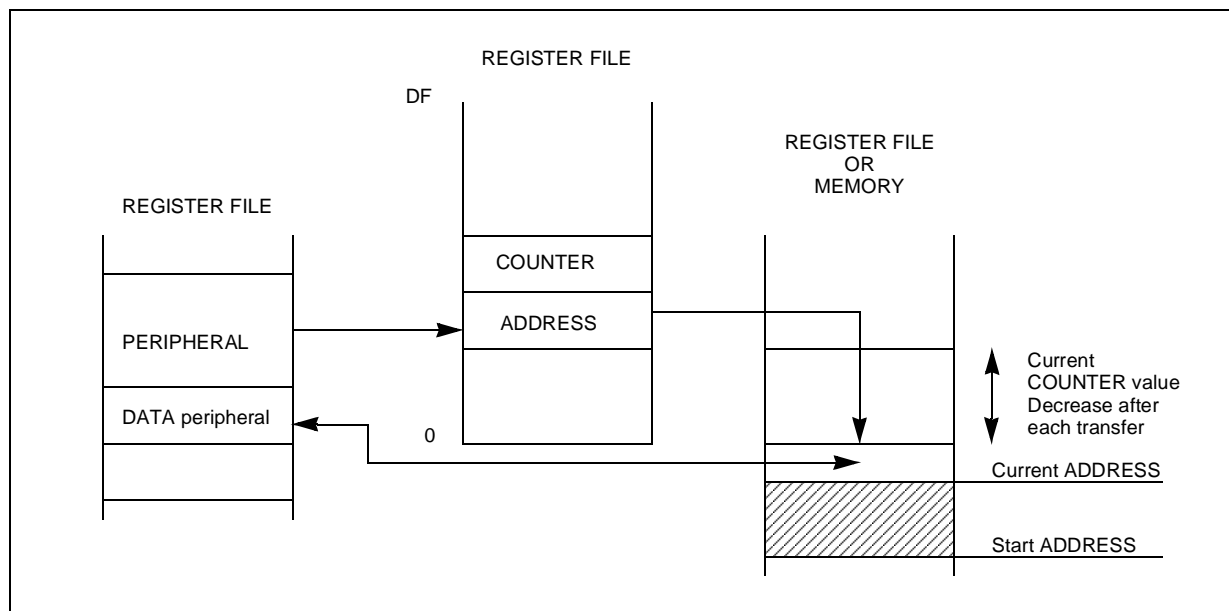 REGISTER FILE
DF
REGISTER FILE
OR
MEMORY
REGISTER FILE
COUNTER
ADDRESS
PERIPHERAL
Current
COUNTER value
Decrease after
each transfer
DATA peripheral
0
Current ADDRESS
Start ADDRESS